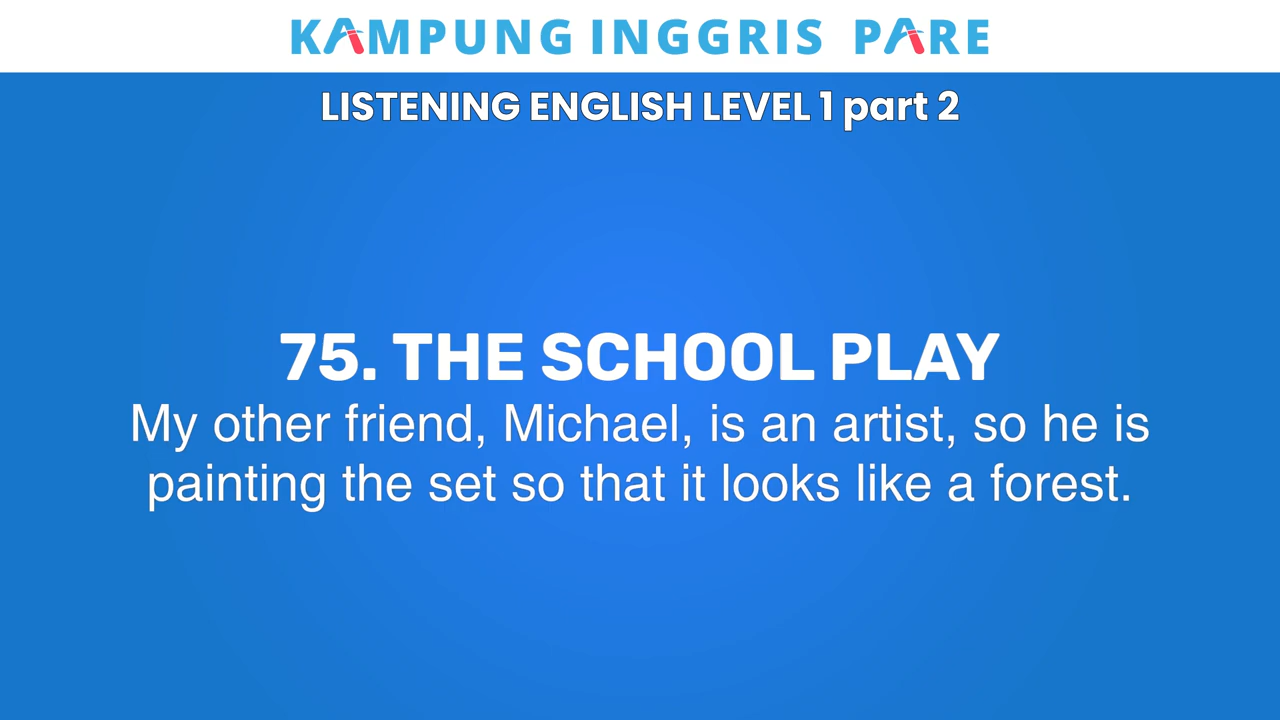 KAMPUNG INGGRIS PARE
LISTENING ENGLISH LEVEL 1 part 2
75. THE SCHOOL PLAY
My other friend, Michael, is an artist, so he is
painting the set so that it looks like a forest.